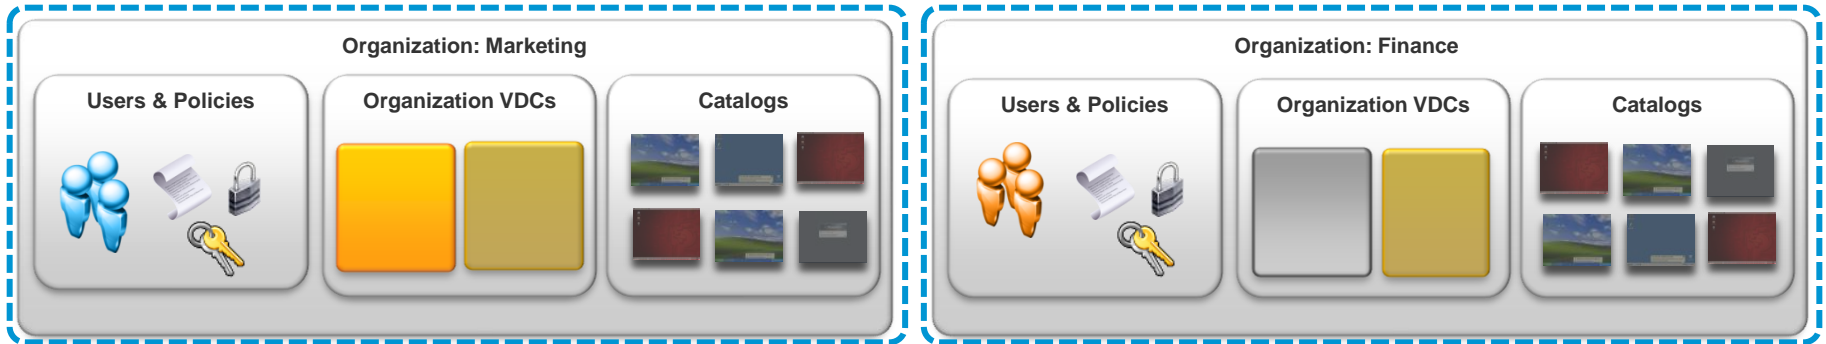 Organization: Marketing
Users & Policies
Organization VDCs
Catalogs
Organization: Finance
Users & Policies
Organization VDCs
Catalogs